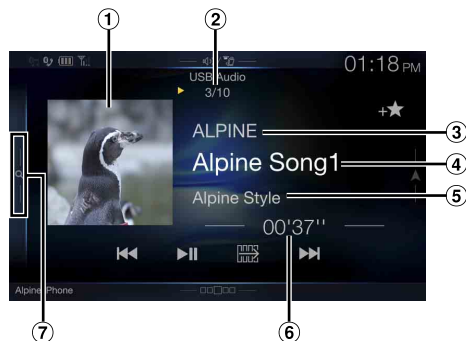 ① ②
01:18 PM
USB Audio
3/10
ALPINE ③
Alpine Song1 ④
Alpine Style ⑤
00'37''
Alpine Phone
⑦ ⑥